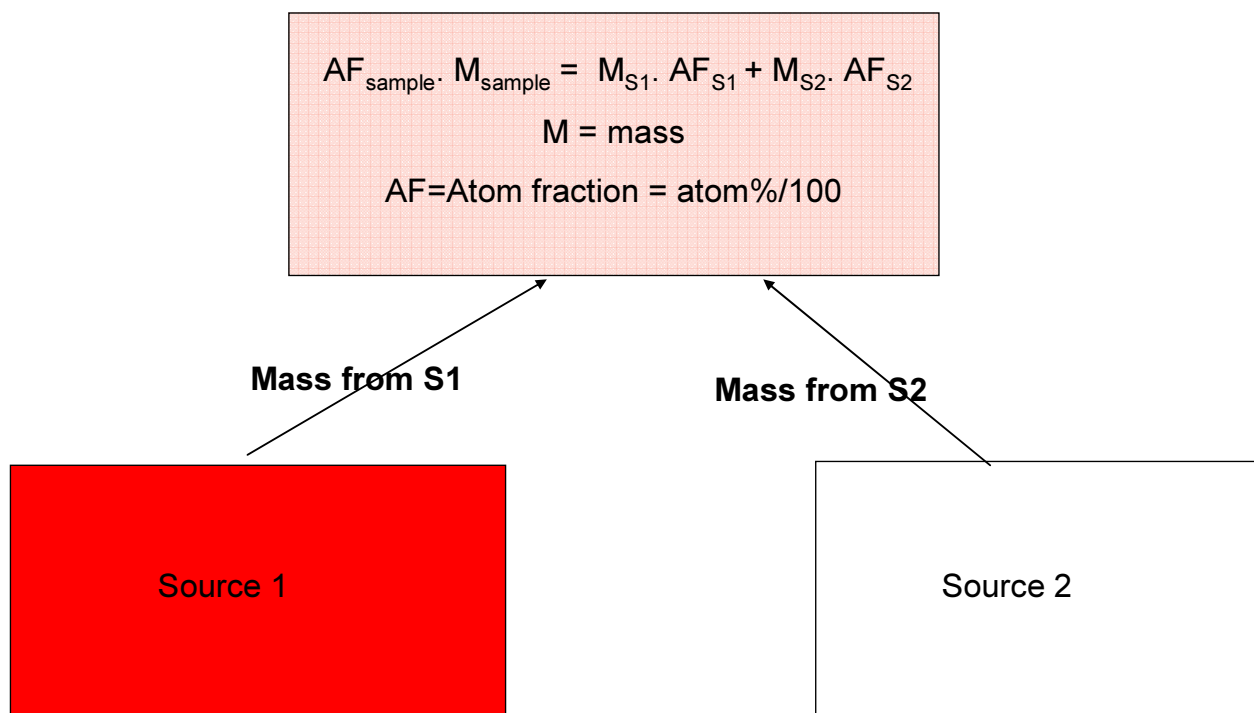 AFsample. Msample = MS1. AFS1 + MS2. AFS2
M = mass
AF=Atom fraction = atom%/100
Mass from S1
Mass from S2
Source 1
Source 2